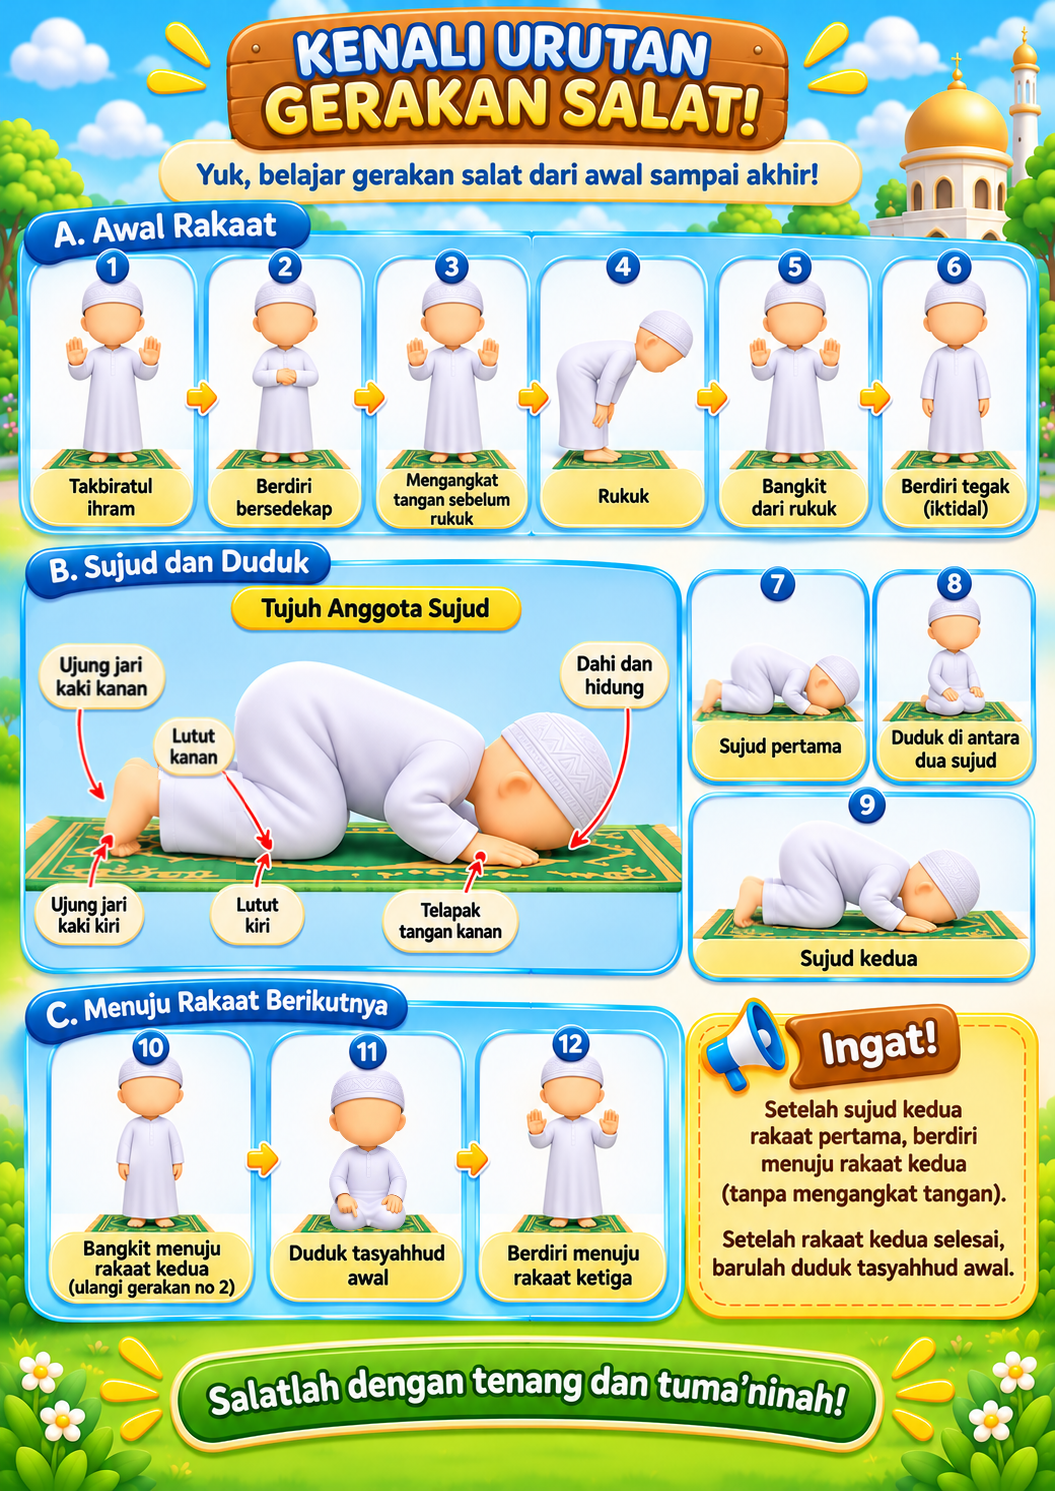 KENALI URUTAN
GERAKAN SALAT!
Yuk, belajar gerakan salat dari awal sampai akhir!
A. Awal Rakaat
1
Takbiratul
ihram
2
Berdiri
bersedekap
3
Mengangkat
tangan sebelum
rukuk
4
Rukuk
5
Bangkit
dari rukuk
6
Berdiri tegak
(iktidal)
B. Sujud dan Duduk
Tujuh Anggota Sujud
Ujung jari
kaki kanan
Lutut
kanan
Dahi dan
hidung
Ujung jari
kaki kiri
Lutut
kiri
Telapak
tangan kanan
7
Sujud pertama
8
Duduk di antara
dua sujud
9
Sujud kedua
C. Menuju Rakaat Berikutnya
10
Bangkit menuju
rakaat kedua
(ulangi gerakan no 2)
11
Duduk tasyahhud
awal
12
Berdiri menuju
rakaat ketiga
Ingat!
Setelah sujud kedua
rakaat pertama, berdiri
menuju rakaat kedua
(tanpa mengangkat tangan).
Setelah rakaat kedua selesai,
barulah duduk tasyahhud awal.
Salatlah dengan tenang dan tuma'ninah!